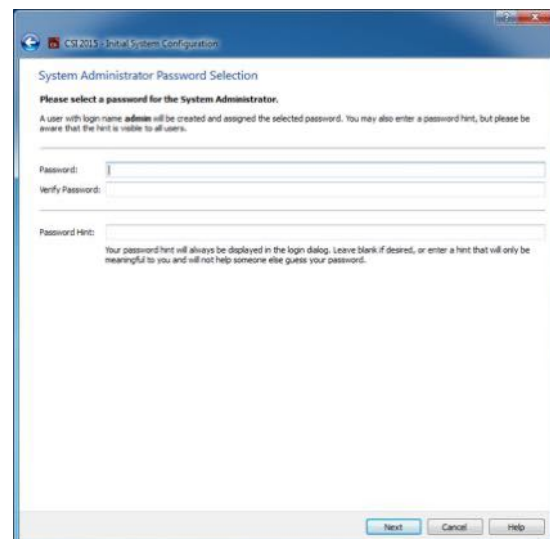 CSI 2015 - Initial System Configuration
System Administrator Password Selection
Please select a password for the System Administrator.
A user with login name admin will be created and assigned the selected password. You may also enter a password hint, but please be
aware that the hint is visible to all users.
Password:
Verify Password:
Password Hint:
Your password hint will always be displayed in the login dialog. Leave blank if desired, or enter a hint that will only be
meaningful to you and will not help someone else guess your password.
Next Cancel Help